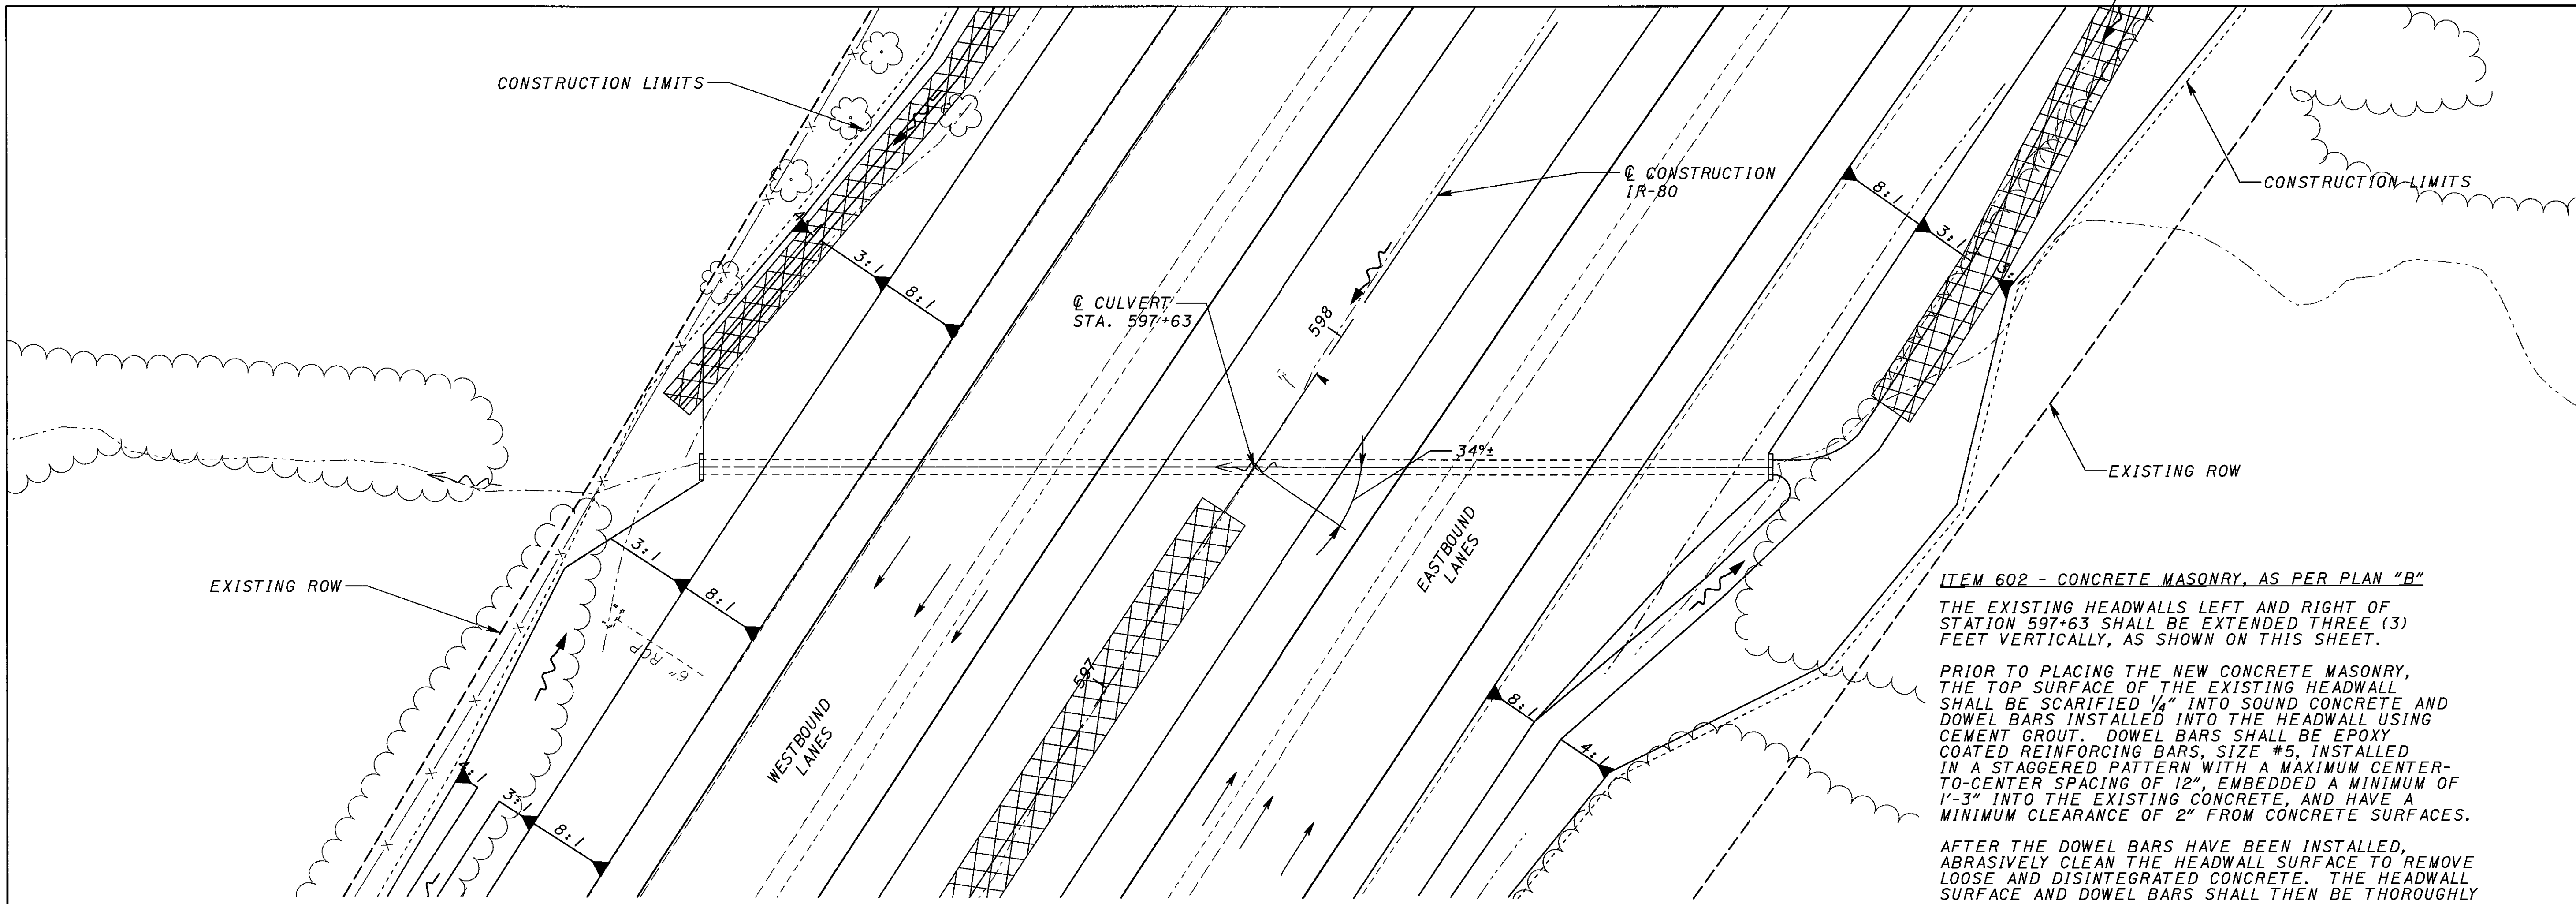 CONSTRUCTION LIMITS
℄ CONSTRUCTION
IR-80
CONSTRUCTION LIMITS
8:1
3:1
3:1
8:1
℄ CULVERT
STA. 597+63
598
34°±
EXISTING ROW
EXISTING ROW
3:1
8:1
6" RCP
597
WESTBOUND
LANES
EASTBOUND
LANES
8:1
4:1
4:1
3:1
8:1
ITEM 602 - CONCRETE MASONRY, AS PER PLAN "B"
THE EXISTING HEADWALLS LEFT AND RIGHT OF
STATION 597+63 SHALL BE EXTENDED THREE (3)
FEET VERTICALLY, AS SHOWN ON THIS SHEET.
PRIOR TO PLACING THE NEW CONCRETE MASONRY,
THE TOP SURFACE OF THE EXISTING HEADWALL
SHALL BE SCARIFIED 1/4" INTO SOUND CONCRETE AND
DOWEL BARS INSTALLED INTO THE HEADWALL USING
CEMENT GROUT. DOWEL BARS SHALL BE EPOXY
COATED REINFORCING BARS, SIZE #5, INSTALLED
IN A STAGGERED PATTERN WITH A MAXIMUM CENTER-
TO-CENTER SPACING OF 12", EMBEDDED A MINIMUM OF
1'-3" INTO THE EXISTING CONCRETE, AND HAVE A
MINIMUM CLEARANCE OF 2" FROM CONCRETE SURFACES.
AFTER THE DOWEL BARS HAVE BEEN INSTALLED,
ABRASIVELY CLEAN THE HEADWALL SURFACE TO REMOVE
LOOSE AND DISINTEGRATED CONCRETE. THE HEADWALL
SURFACE AND DOWEL BARS SHALL THEN BE THOROUGHLY